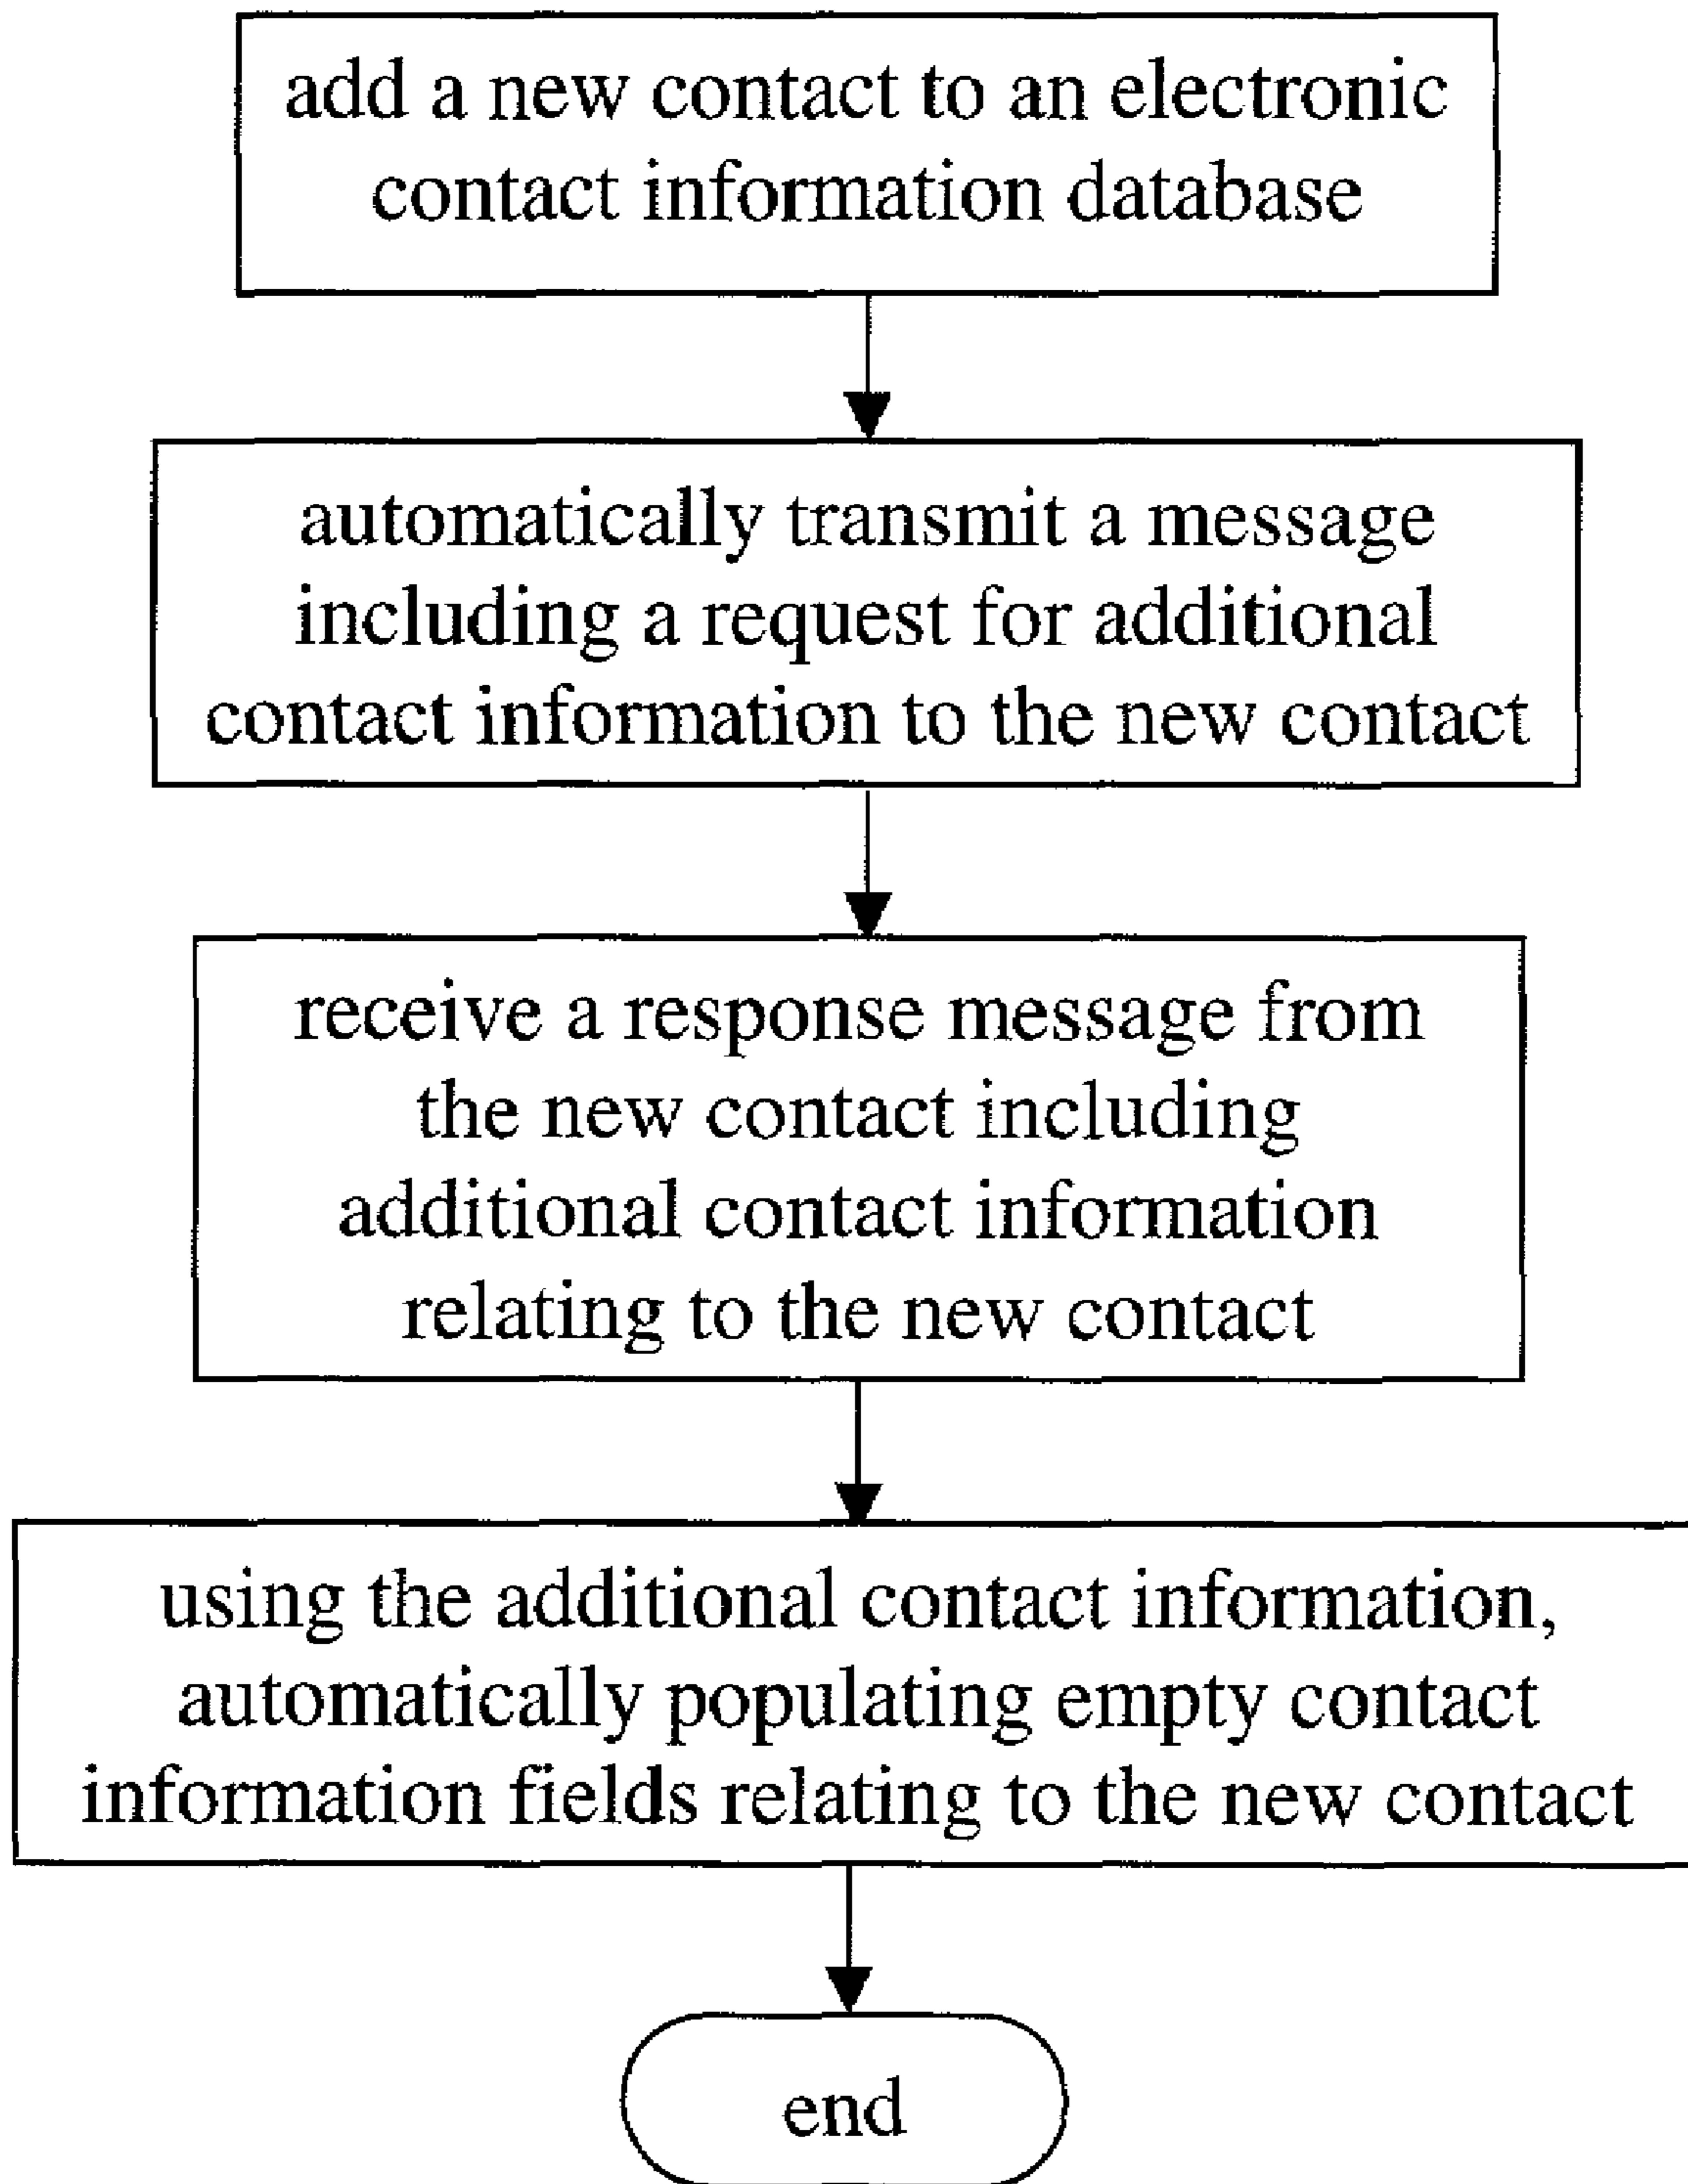 add a new contact to an electronic
contact information database
automatically transmit a message
including a request for additional
contact information to the new contact
receive a response message from
the new contact including
additional contact information
relating to the new contact
using the additional contact information,
automatically populating empty contact
information fields relating to the new contact
end